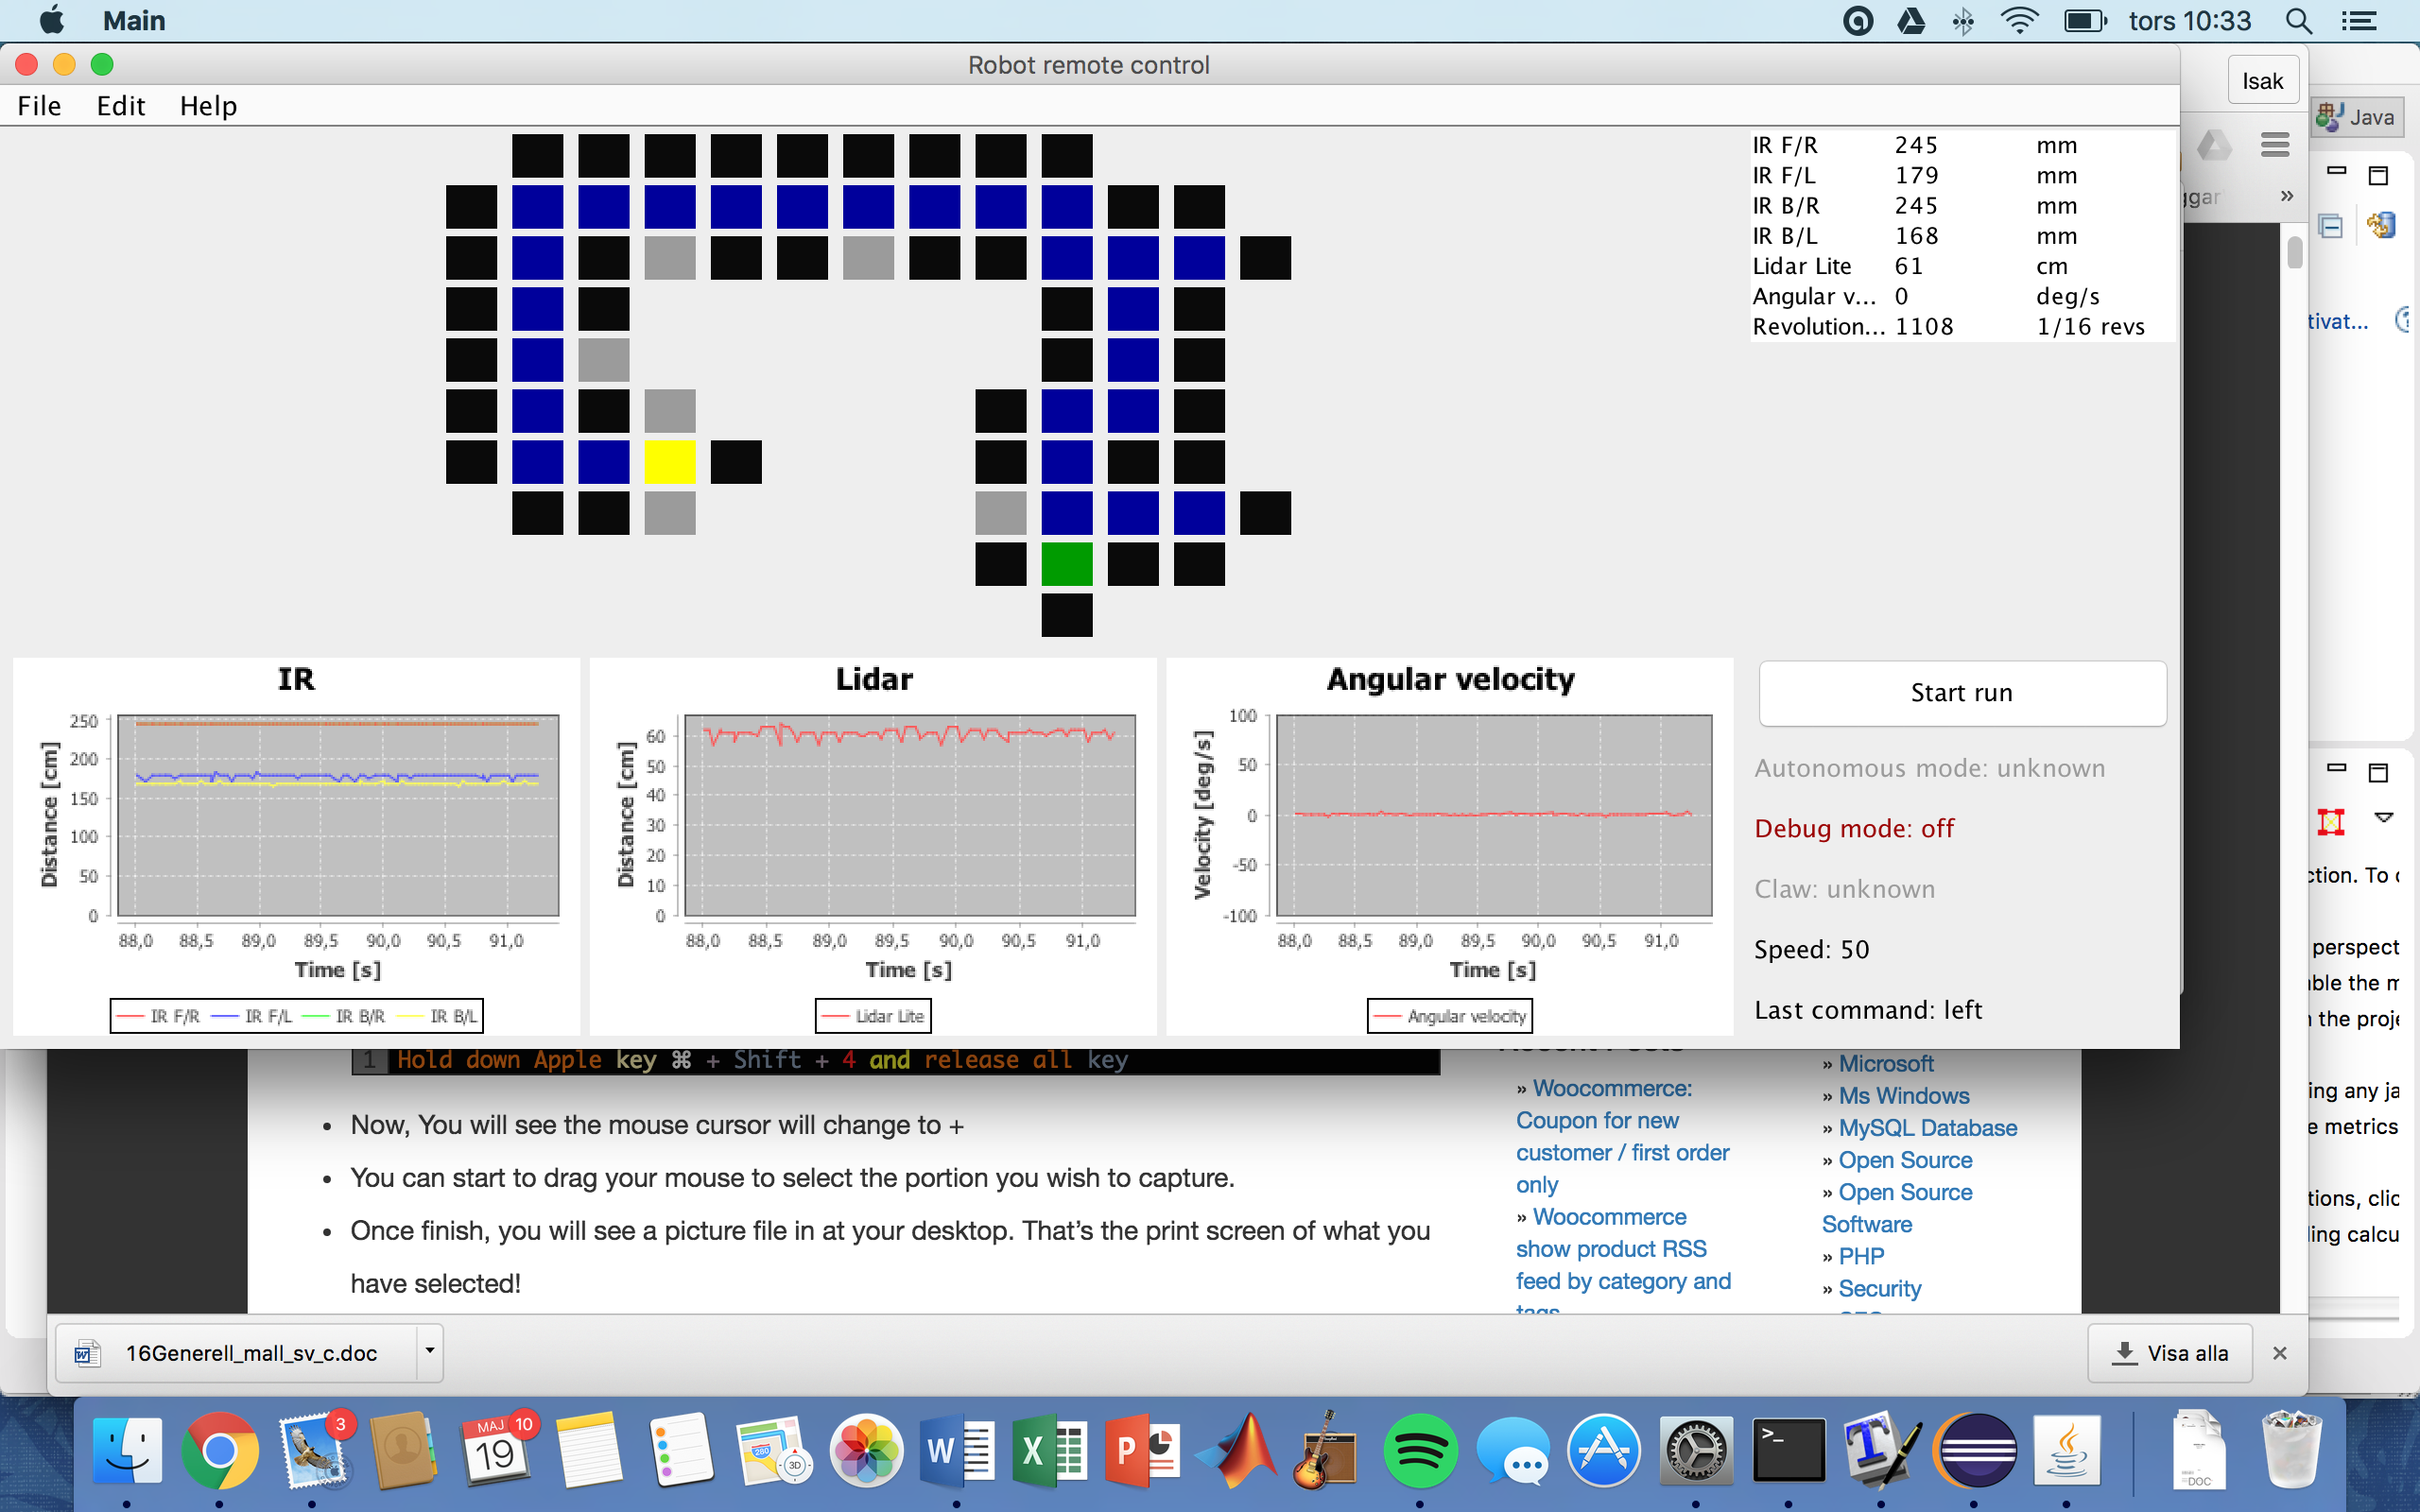 Main
tors 10:33
Robot remote control
Isak
File Edit Help
Java
IR F/R 245 mm
IR F/L 179 mm
IR B/R 245 mm
IR B/L 168 mm
Lidar Lite 61 cm
Angular v... 0 deg/s
Revolution... 1108 1/16 revs
ggar
»
tivat...
IR
Distance [cm]
250
200
150
100
50
0
88,0 88,5 89,0 89,5 90,0 90,5 91,0
Time [s]
IR F/R IR F/L IR B/R IR B/L
Lidar
Distance [cm]
60
50
40
30
20
10
0
88,0 88,5 89,0 89,5 90,0 90,5 91,0
Time [s]
Lidar Lite
Angular velocity
Velocity [deg/s]
100
50
0
-50
-100
88,0 88,5 89,0 89,5 90,0 90,5 91,0
Time [s]
Angular velocity
Start run
Autonomous mode: unknown
Debug mode: off
Claw: unknown
Speed: 50
Last command: left
ction. To
perspect
ble the m
the proje
ing any ja
e metrics
tions, clic
ling calcu
1 Hold down Apple key ⌘ + Shift + 4 and release all key
• Now, You will see the mouse cursor will change to +
• You can start to drag your mouse to select the portion you wish to capture.
• Once finish, you will see a picture file in at your desktop. That’s the print screen of what you
have selected!
» Woocommerce:
Coupon for new
customer / first order
only
» Woocommerce
show product RSS
feed by category and
tags
» Microsoft
» Ms Windows
» MySQL Database
» Open Source
» Open Source
Software
» PHP
» Security
16Generell_mall_sv_c.doc
Visa alla
3
MAJ 10
19
280
3D
W
X
P
>_
T
DOC